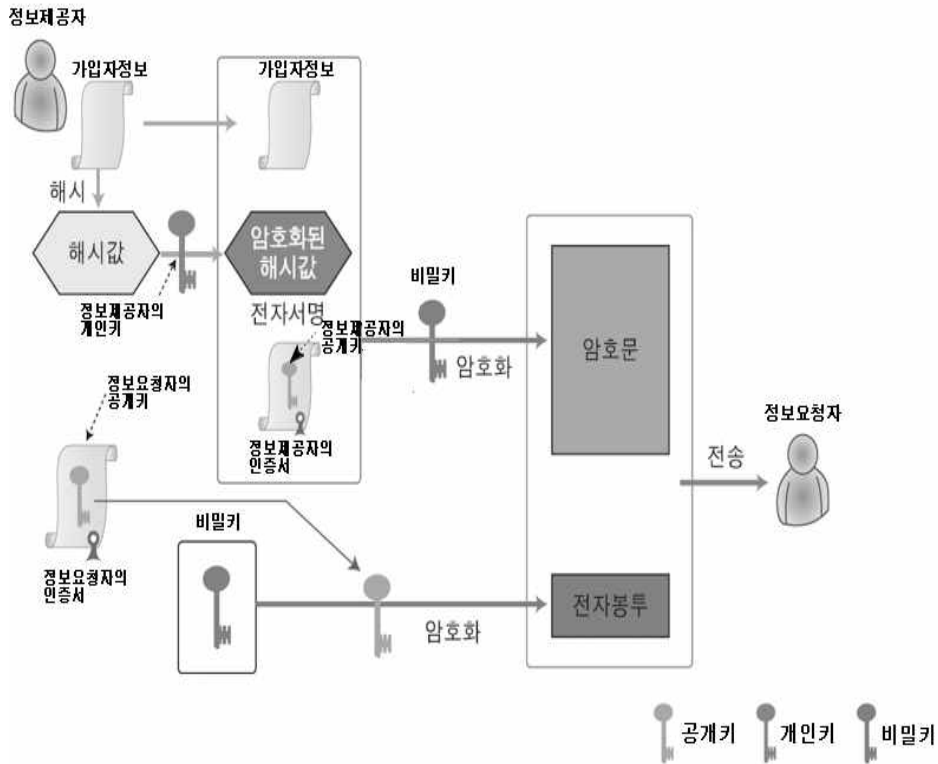 정보제공자
가입자정보
가입자정보
해시
해시값
암호화된
해시값
정보제공자의
개인키
전자서명
정보제공자의
공개키
비밀키
암호화
암호문
정보요청자의
공개키
정보제공자의
인증서
정보요청자
전송
비밀키
정보요청자의
인증서
암호화
전자봉투
공개키
개인키
비밀키